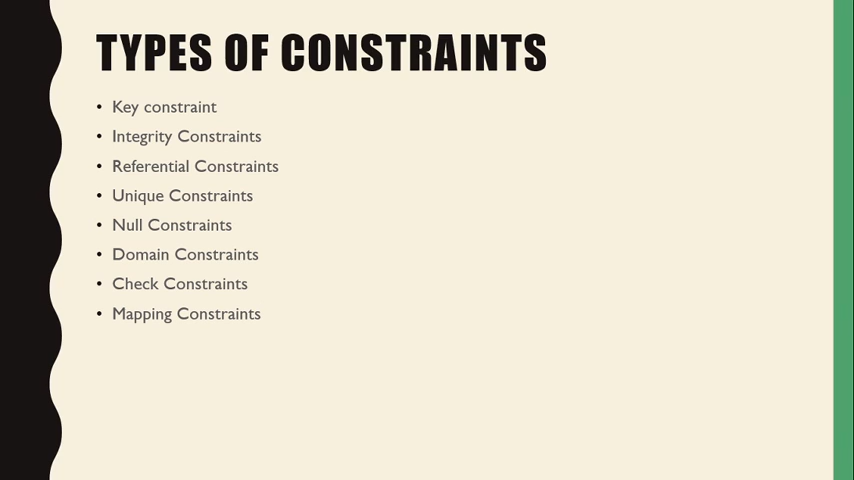 TYPES OF CONSTRAINTS
• Key constraint
• Integrity Constraints
• Referential Constraints
• Unique Constraints
• Null Constraints
• Domain Constraints
• Check Constraints
• Mapping Constraints